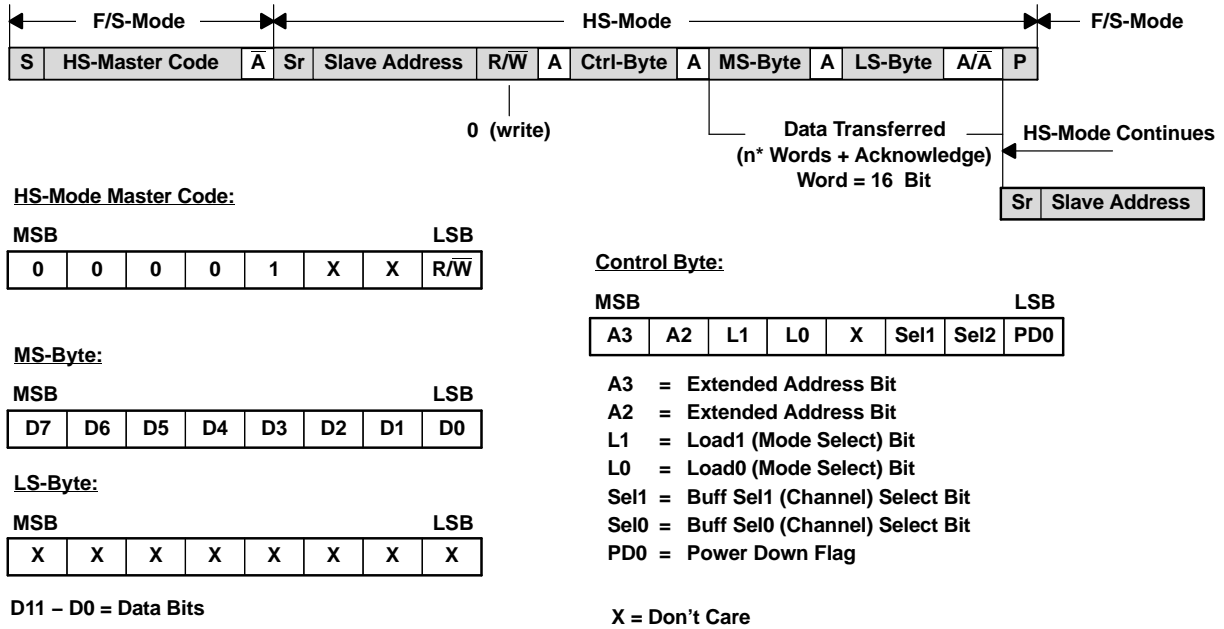 F/S-Mode HS-Mode F/S-Mode
S HS-Master Code A̅ Sr Slave Address R/W̅ A Ctrl-Byte A MS-Byte A LS-Byte A/A̅ P
0 (write)
Data Transferred
(n* Words + Acknowledge)
Word = 16 Bit
HS-Mode Continues
Sr Slave Address
HS-Mode Master Code:
MSB LSB
0 0 0 0 1 X X R/W̅
MS-Byte:
MSB LSB
D7 D6 D5 D4 D3 D2 D1 D0
LS-Byte:
MSB LSB
X X X X X X X X
D11 – D0 = Data Bits
Control Byte:
MSB LSB
A3 A2 L1 L0 X Sel1 Sel2 PD0
A3 = Extended Address Bit
A2 = Extended Address Bit
L1 = Load1 (Mode Select) Bit
L0 = Load0 (Mode Select) Bit
Sel1 = Buff Sel1 (Channel) Select Bit
Sel0 = Buff Sel0 (Channel) Select Bit
PD0 = Power Down Flag
X = Don't Care